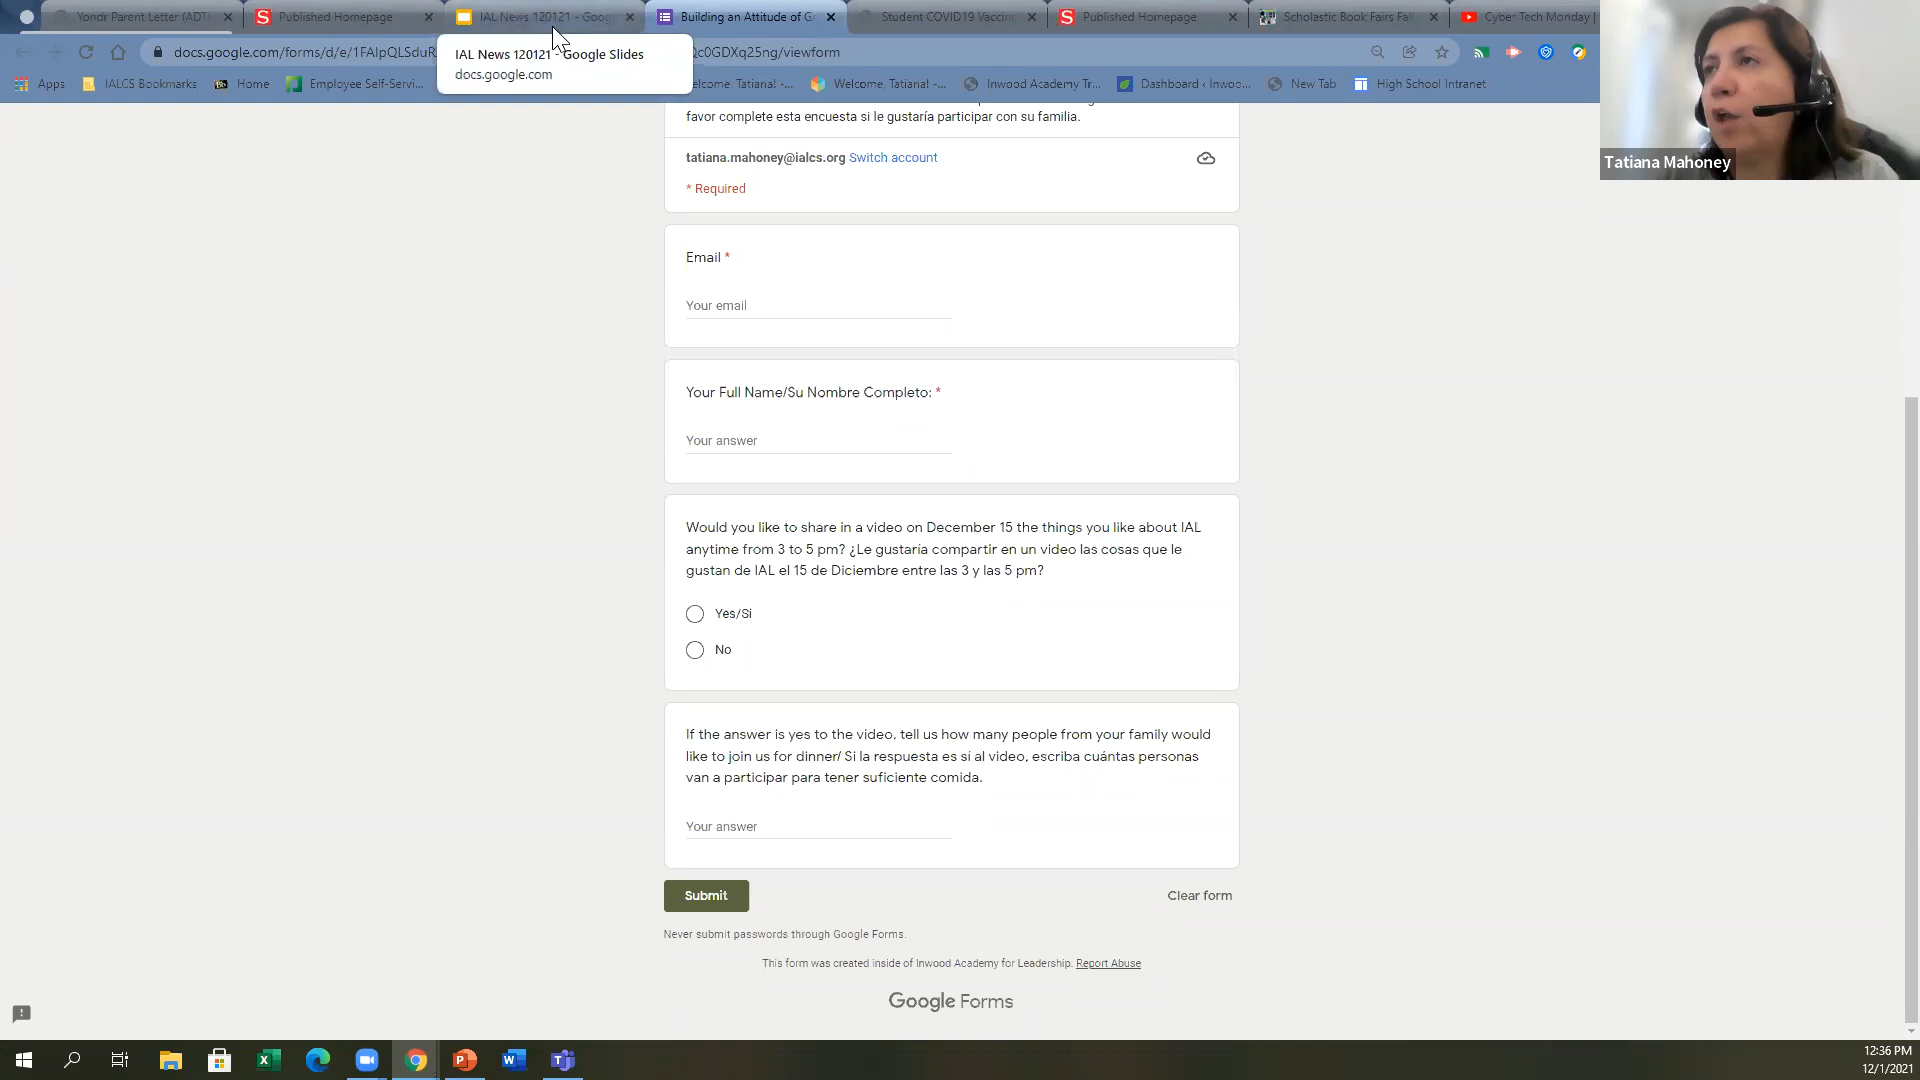 Yondr Parent Letter (ADT
Published Homepage
IAL News 120121 - Goog
Building an Attitude of G
Student COVID19 Vaccine
Published Homepage
Scholastic Book Fairs Fall
Cyber Tech Monday |
docs.google.com/forms/d/e/1FAIpQLSduR
Qc0GDXq25ng/viewform
IAL News 120121 - Google Slides
docs.google.com
Apps
IALCS Bookmarks
Home
Employee Self-Servi...
elcome, Tatiana! -...
Welcome, Tatiana! -...
Inwood Academy Tr...
Dashboard ‹ Inwoo...
New Tab
High School Intranet
Tatiana Mahoney
favor complete esta encuesta si le gustaría participar con su familia.
tatiana.mahoney@ialcs.org Switch account
* Required
Email *
Your email
Your Full Name/Su Nombre Completo: *
Your answer
Would you like to share in a video on December 15 the things you like about IAL
anytime from 3 to 5 pm? ¿Le gustaría compartir en un video las cosas que le
gustan de IAL el 15 de Diciembre entre las 3 y las 5 pm?
Yes/Si
No
If the answer is yes to the video, tell us how many people from your family would
like to join us for dinner/ Si la respuesta es sí al video, escriba cuántas personas
van a participar para tener suficiente comida.
Your answer
Submit
Clear form
Never submit passwords through Google Forms.
This form was created inside of Inwood Academy for Leadership. Report Abuse
Google Forms
12:36 PM
12/1/2021